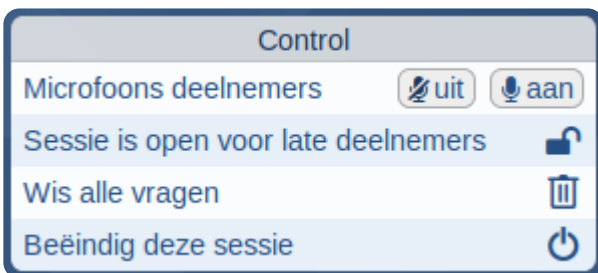 Control
Microfoons deelnemers uit aan
Sessie is open voor late deelnemers
Wis alle vragen
Beëindig deze sessie